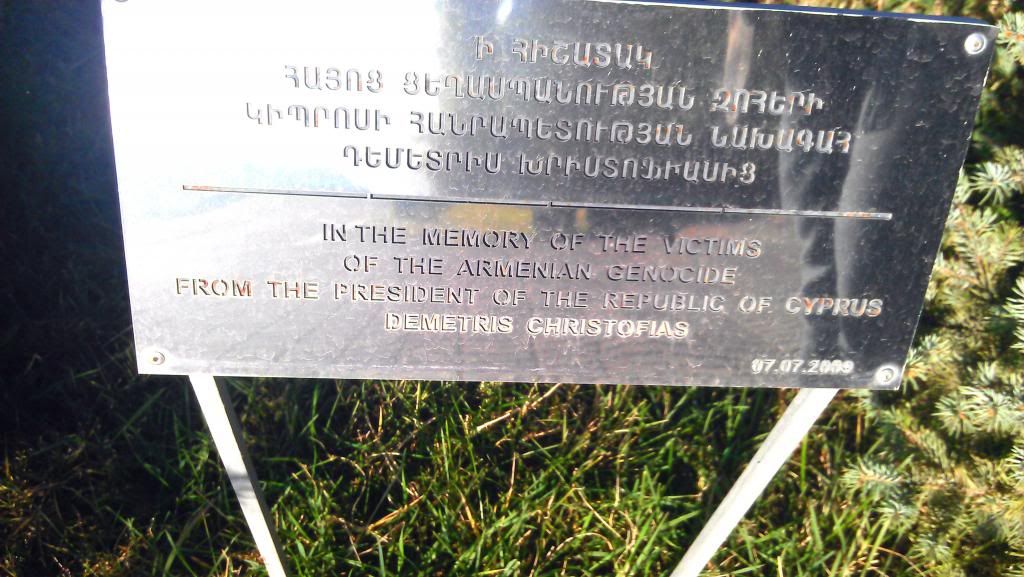 Ի ՀԻՇԱՏԱԿ
ՀԱՅՈՑ ՑԵՂԱՍՊԱՆՈՒԹՅԱՆ ԶՈՀԵՐԻ
ԿԻՊՐՈՍԻ ՀԱՆՐԱՊԵՏՈՒԹՅԱՆ ՆԱԽԱԳԱՀ
ԴԵՄԵՏՐԻՍ ԽՐԻՍՏՈՖԻԱՍԻՑ
IN THE MEMORY OF THE VICTIMS
OF THE ARMENIAN GENOCIDE
FROM THE PRESIDENT OF THE REPUBLIC OF CYPRUS
DEMETRIS CHRISTOFIAS
07.07.2009